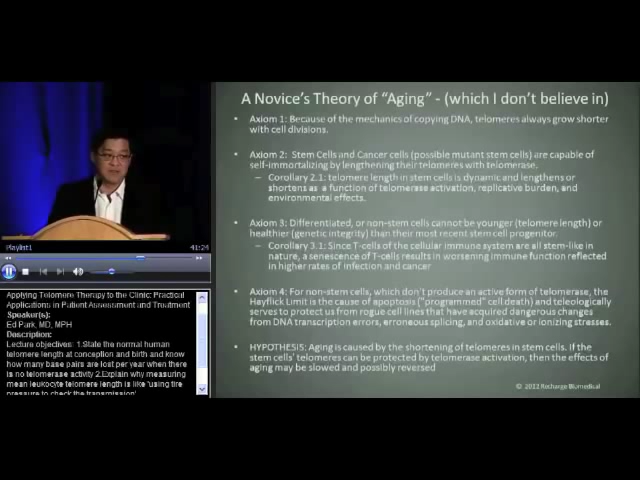 A Novice's Theory of "Aging" - (which I don't believe in)
• Axiom 1: Because of the mechanics of copying DNA, telomeres always grow shorter
with cell divisions.
• Axiom 2: Stem Cells and Cancer cells (possible mutant stem cells) are capable of
self-immortalizing by lengthening their telomeres with telomerase.
– Corollary 2.1: telomere length in stem cells is dynamic and lengthens or
shortens as a function of telomerase activation, replicative burden, and
environmental effects.
• Axiom 3: Differentiated, or non-stem cells cannot be younger (telomere length) or
healthier (genetic integrity) than their most recent stem cell progenitor.
– Corollary 3.1: Since T-cells of the cellular immune system are all stem-like in
nature, a senescence of T-cells results in worsening immune function reflected
in higher rates of infection and cancer
• Axiom 4: For non-stem cells, which don't produce an active form of telomerase, the
Hayflick Limit is the cause of apoptosis ("programmed" cell death) and teleologically
serves to protect us from rogue cell lines that have acquired dangerous changes
from DNA transcription errors, erroneous splicing, and oxidative or ionizing stresses.
• HYPOTHESIS: Aging is caused by the shortening of telomeres in stem cells. If the
stem cells' telomeres can be protected by telomerase activation, then the effects of
aging may be slowed and possibly reversed
© 2012 Recharge Biomedical
Playlist1
41:24
Applying Telomere Therapy to the Clinic: Practical
Applications in Patient Assessment and Treatment
Speaker(s):
Ed Park, MD, MPH
Description:
Lecture objectives: 1.State the normal human
telomere length at conception and birth and know
how many base pairs are lost per year when there
is no telomerase activity 2.Explain why measuring
mean leukocyte telomere length is like 'using tire
pressure to check the transmission'